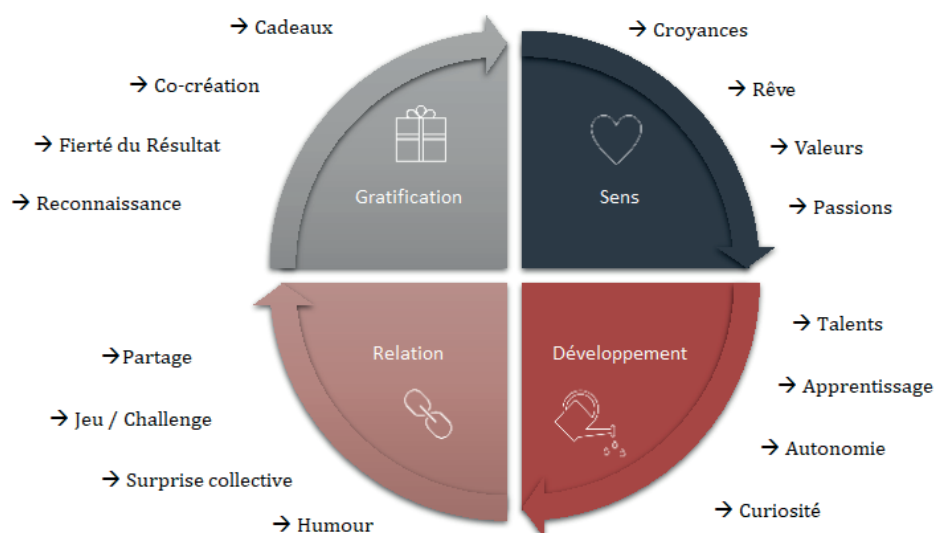 → Cadeaux
→ Co-création
→ Fierté du Résultat
→ Reconnaissance
Gratification
→ Croyances
→ Rêve
→ Valeurs
→ Passions
Sens
Relation
→Partage
→ Jeu / Challenge
→ Surprise collective
→ Humour
Développement
→ Talents
→ Apprentissage
→ Autonomie
→ Curiosité